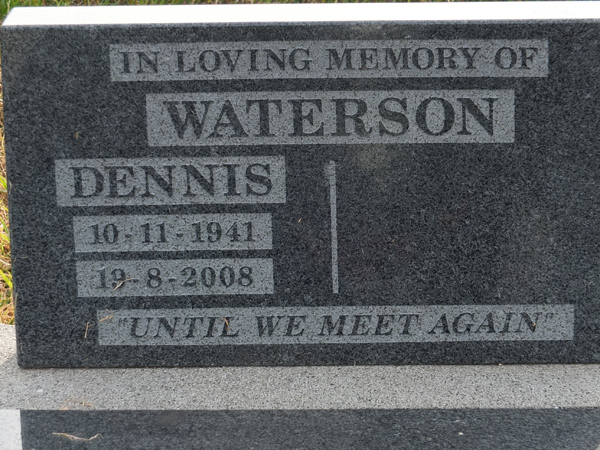 IN LOVING MEMORY OF
WATERSON
DENNIS
10-11-1941
19-8-2008
"UNTIL WE MEET AGAIN"